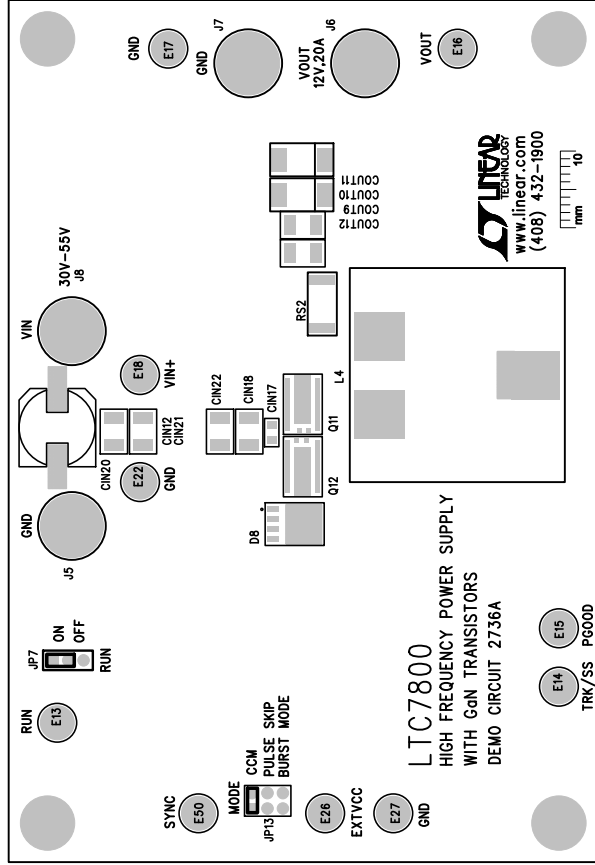 GND
E17
J7
GND
J6
VOUT
12V,20A
VOUT
E16
COUT11
COUT10
COUT9
COUT12
LINEAR
TECHNOLOGY
www.linear.com
(408) 432-1900
mm
10
30V-55V
J8
VIN
E18
VIN+
RS2
CIN22
CIN18
CIN17
L4
Q11
Q12
CIN20
CIN12
CIN21
E22
GND
D8
GND
J5
JP7
ON
OFF
RUN
RUN
E13
LTC7800
HIGH FREQUENCY POWER SUPPLY
WITH GaN TRANSISTORS
DEMO CIRCUIT 2736A
E15
PGOOD
E14
TRK/SS
SYNC
E50
MODE
CCM
PULSE SKIP
BURST MODE
JP13
E26
EXTVCC
E27
GND